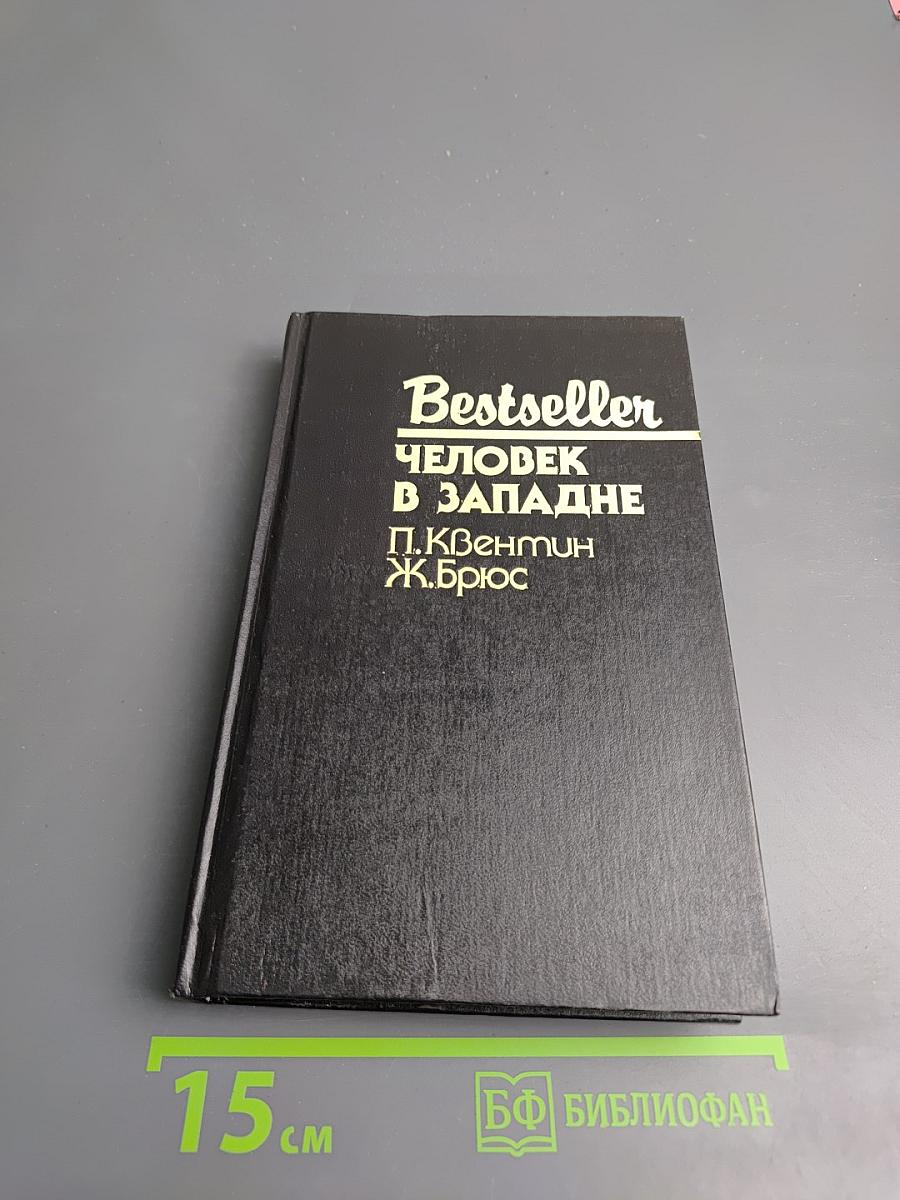 Bestseller
ЧЕЛОВЕК
В ЗАПАДНЕ
П. Квентин
Ж. Брюс
15 см
БФ БИБЛИОФАН